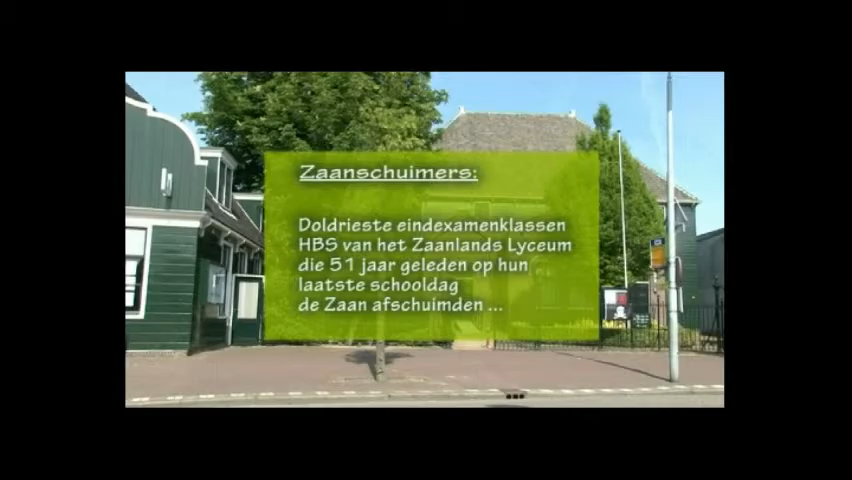 Zaanschuimers:
Doldrieste eindexamenklassen
HBS van het Zaanlands Lyceum
die 51 jaar geleden op hun
laatste schooldag
de Zaan afschuimden ...